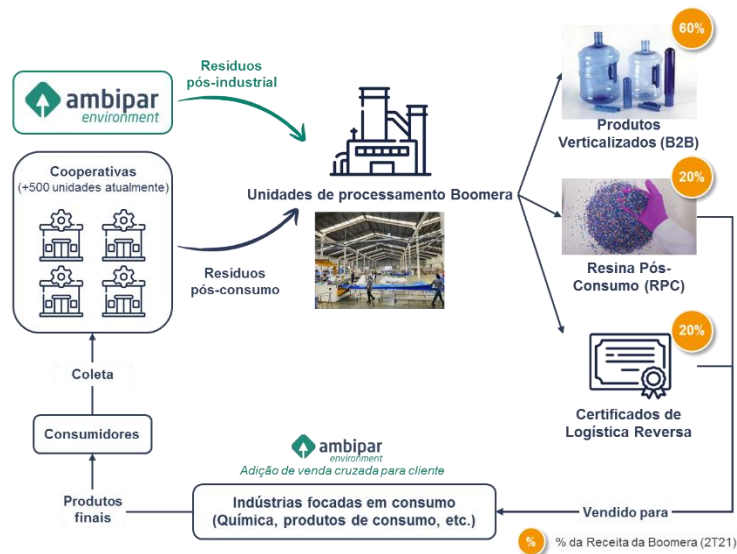 60%
Resíduos
pós-industrial
ambipar
environment
Produtos
Verticalizados (B2B)
Cooperativas
(+500 unidades atualmente)
Unidades de processamento Boomera
20%
Resíduos
pós-consumo
Resina Pós-
Consumo (RPC)
20%
Coleta
Certificados de
Logística Reversa
Consumidores
ambipar
environment
Adição de venda cruzada para cliente
Produtos
finais
Indústrias focadas em consumo
(Química, produtos de consumo, etc.)
Vendido para
% % da Receita da Boomera (2T21)